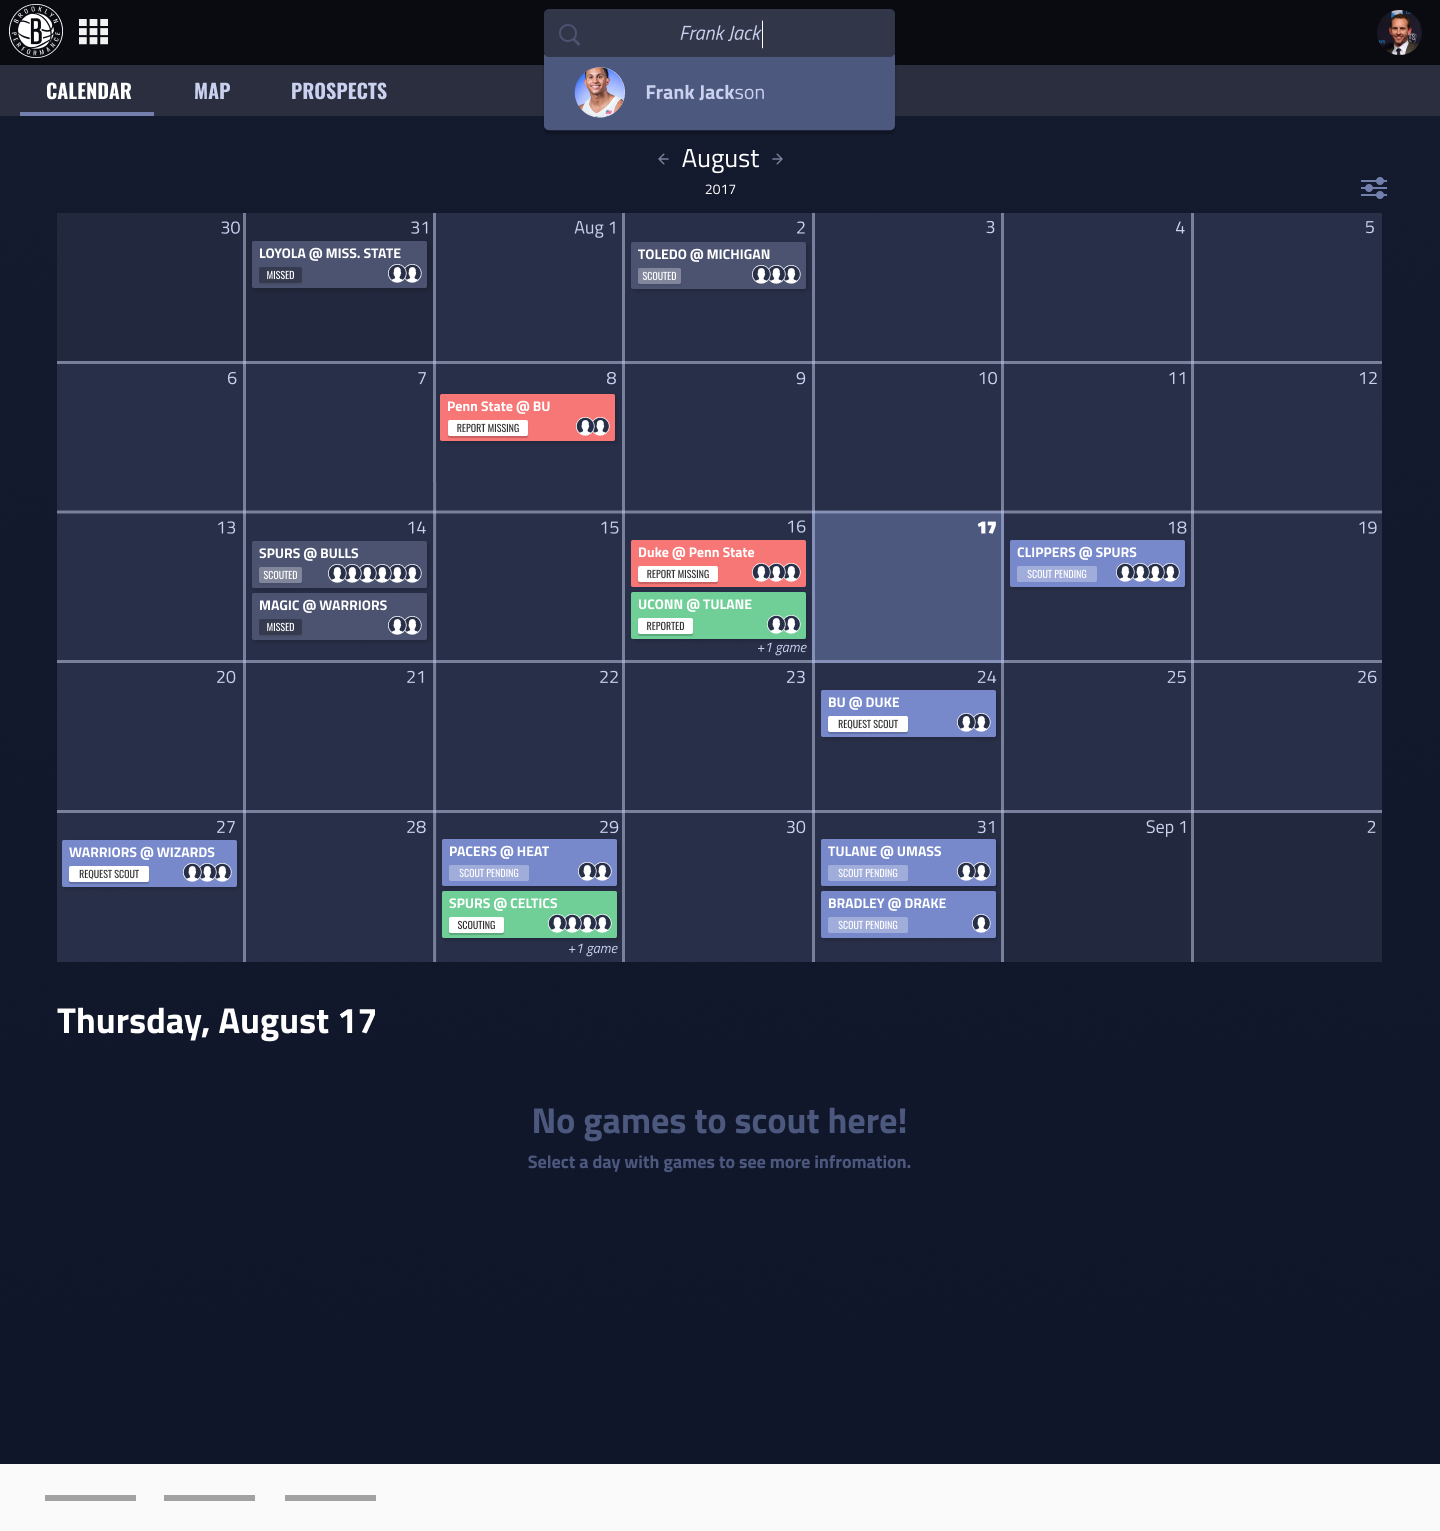 BROOKLYN
B
PERFORMANCE
Frank Jack
CALENDAR
MAP
PROSPECTS
Frank Jackson
August
2017
30
31
Aug 1
2
3
4
5
LOYOLA @ MISS. STATE
MISSED
TOLEDO @ MICHIGAN
SCOUTED
6
7
8
9
10
11
12
Penn State @ BU
REPORT MISSING
13
14
15
16
17
18
19
SPURS @ BULLS
SCOUTED
MAGIC @ WARRIORS
MISSED
Duke @ Penn State
REPORT MISSING
UCONN @ TULANE
REPORTED
+1 game
CLIPPERS @ SPURS
SCOUT PENDING
20
21
22
23
24
25
26
BU @ DUKE
REQUEST SCOUT
27
28
29
30
31
Sep 1
2
WARRIORS @ WIZARDS
REQUEST SCOUT
PACERS @ HEAT
SCOUT PENDING
SPURS @ CELTICS
SCOUTING
+1 game
TULANE @ UMASS
SCOUT PENDING
BRADLEY @ DRAKE
SCOUT PENDING
Thursday, August 17
No games to scout here!
Select a day with games to see more infromation.